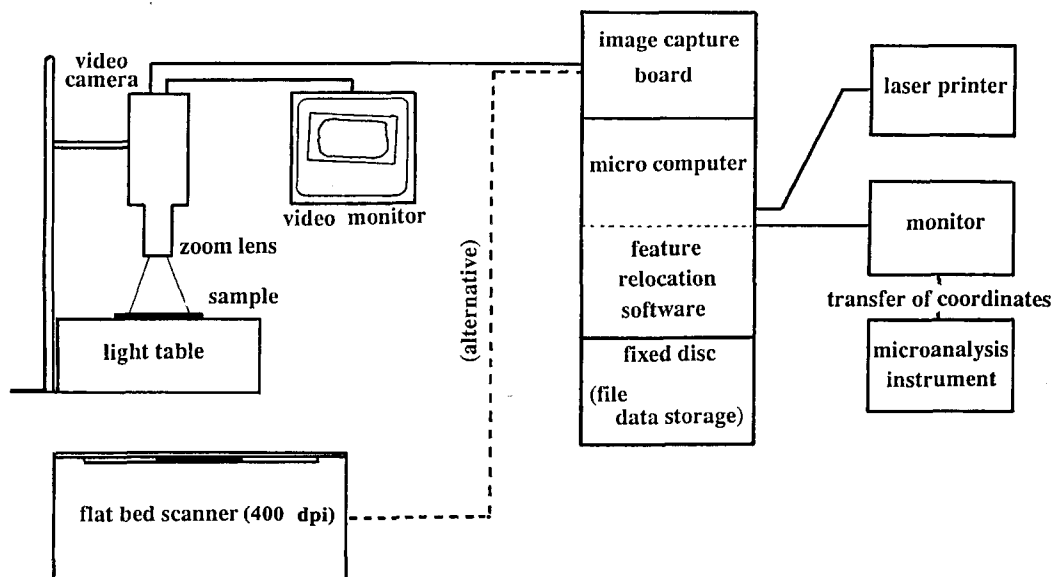 video
camera
video monitor
zoom lens
sample
light table
flat bed scanner (400 dpi)
(alternative)
image capture
board
micro computer
feature
relocation
software
fixed disc
(file
data storage)
laser printer
monitor
transfer of coordinates
microanalysis
instrument